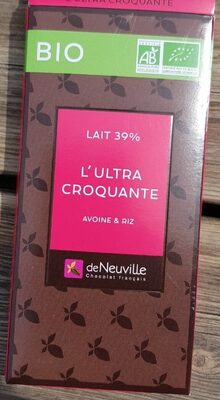 L'ULTRA CROQUANTE
BIO
AB
LAIT 39%
L'ULTRA
CROQUANTE
AVOINE & RIZ
deNeuville
Chocolat français